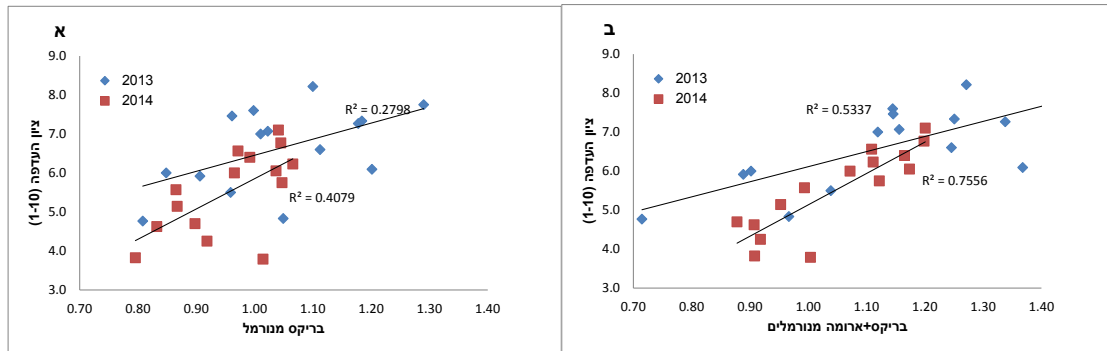 א
9.0
8.0
7.0
6.0
5.0
4.0
3.0
2013
2014
R² = 0.2798
R² = 0.4079
ציון העדפה (1-10)
0.70 0.80 0.90 1.00 1.10 1.20 1.30 1.40
בריקס מנורמל
ב
9.0
8.0
7.0
6.0
5.0
4.0
3.0
2013
2014
R² = 0.5337
R² = 0.7556
ציון העדפה (1-10)
0.70 0.80 0.90 1.00 1.10 1.20 1.30 1.40
בריקס+ארומה מנורמלים